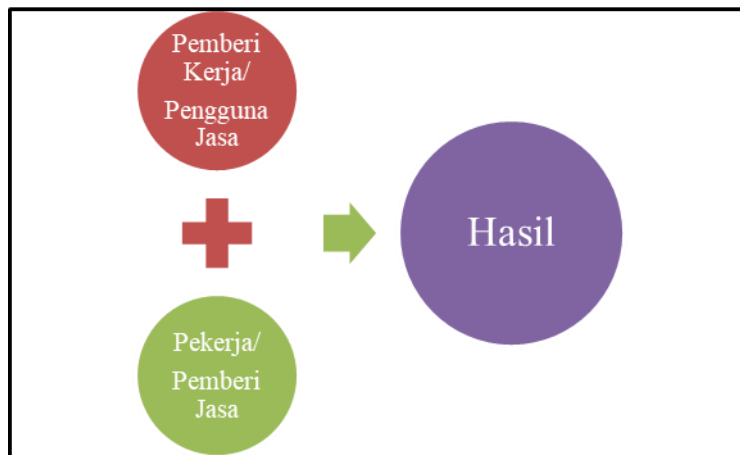 Pemberi
Kerja/
Pengguna
Jasa
Pekerja/
Pemberi
Jasa
Hasil